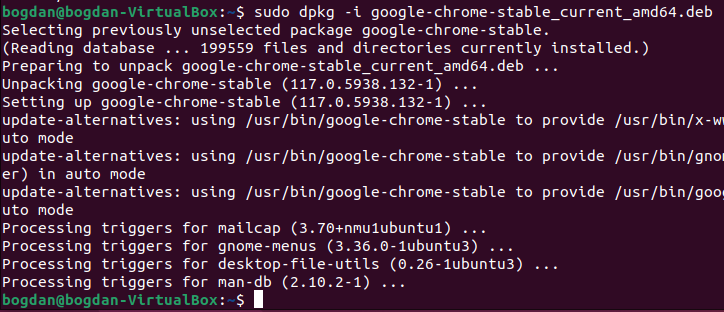 bogdan@bogdan-VirtualBox:~$ sudo dpkg -i google-chrome-stable_current_amd64.deb
Selecting previously unselected package google-chrome-stable.
(Reading database ... 199559 files and directories currently installed.)
Preparing to unpack google-chrome-stable_current_amd64.deb ...
Unpacking google-chrome-stable (117.0.5938.132-1) ...
Setting up google-chrome-stable (117.0.5938.132-1) ...
update-alternatives: using /usr/bin/google-chrome-stable to provide /usr/bin/x-w
uto mode
update-alternatives: using /usr/bin/google-chrome-stable to provide /usr/bin/gno
er) in auto mode
update-alternatives: using /usr/bin/google-chrome-stable to provide /usr/bin/goo
uto mode
Processing triggers for mailcap (3.70+nmu1ubuntu1) ...
Processing triggers for gnome-menus (3.36.0-1ubuntu3) ...
Processing triggers for desktop-file-utils (0.26-1ubuntu3) ...
Processing triggers for man-db (2.10.2-1) ...
bogdan@bogdan-VirtualBox:~$